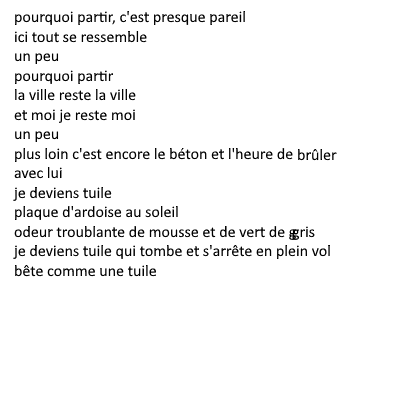 pourquoi partir, c'est presque pareil
ici tout se ressemble
un peu
pourquoi partir
la ville reste la ville
et moi je reste moi
un peu
plus loin c'est encore le béton et l'heure de brûler
avec lui
je deviens tuile
plaque d'ardoise au soleil
odeur troublante de mousse et de vert de gris
je deviens tuile qui tombe et s'arrête en plein vol
bête comme une tuile